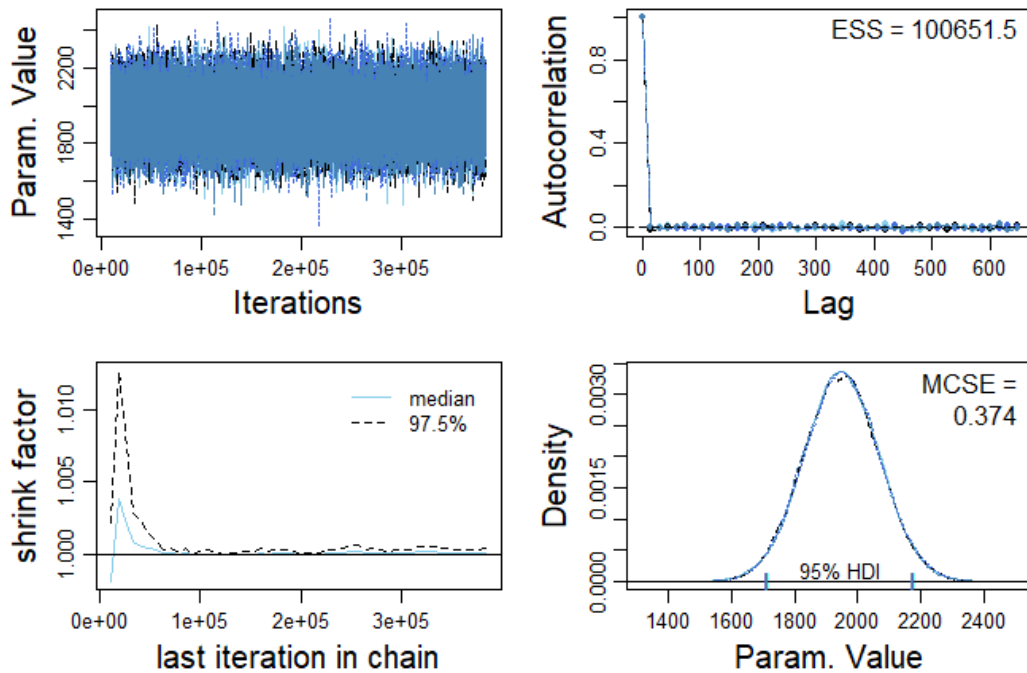 Param. Value
1400
1800
2200
0e+00
1e+05
2e+05
3e+05
Iterations
Autocorrelation
0.0
0.4
0.8
ESS = 100651.5
0
100
200
300
400
500
600
Lag
shrink factor
1.000
1.005
1.010
median
97.5%
0e+00
1e+05
2e+05
3e+05
last iteration in chain
Density
0.0000
0.0015
0.0030
MCSE =
0.374
95% HDI
1400
1600
1800
2000
2200
2400
Param. Value